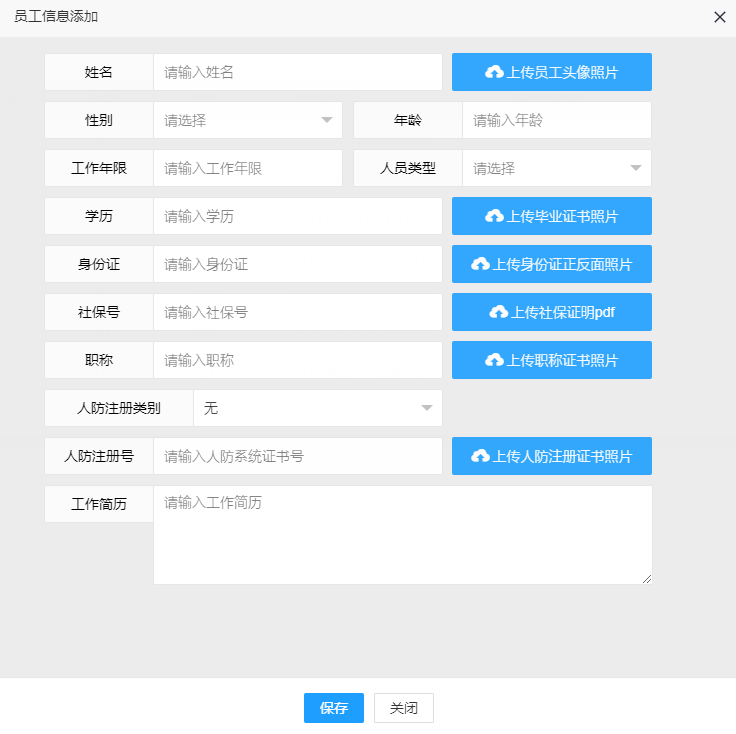 员工信息添加
姓名 请输入姓名 上传员工头像照片
性别 请选择 年龄 请输入年龄
工作年限 请输入工作年限 人员类型 请选择
学历 请输入学历 上传毕业证书照片
身份证 请输入身份证 上传身份证正反面照片
社保号 请输入社保号 上传社保证明pdf
职称 请输入职称 上传职称证书照片
人防注册类别 无
人防注册号 请输入人防系统证书号 上传人防注册证书照片
工作简历 请输入工作简历
保存 关闭